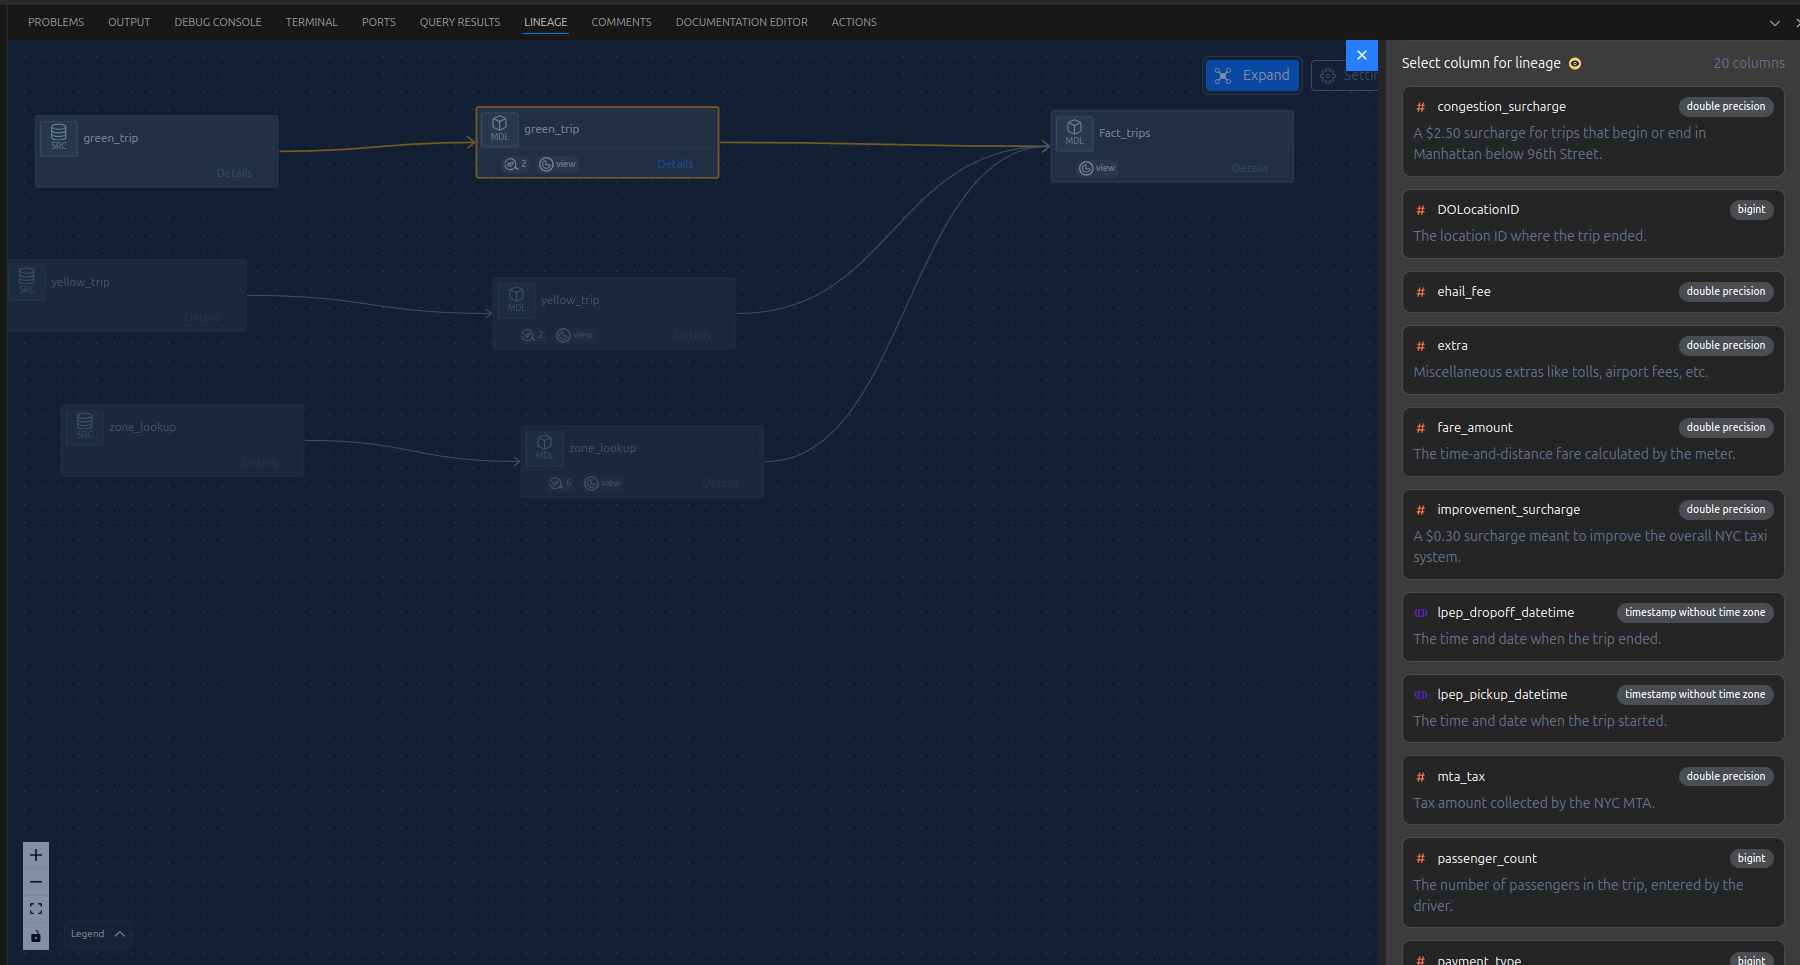 PROBLEMS OUTPUT DEBUG CONSOLE TERMINAL PORTS QUERY RESULTS LINEAGE COMMENTS DOCUMENTATION EDITOR ACTIONS
Expand
green_trip
SRC
Details
green_trip
MDL
2 view
Details
Fact_trips
MDL
view
Details
yellow_trip
SRC
Details
yellow_trip
MDL
2 view
Details
zone_lookup
SRC
Details
zone_lookup
MDL
6 view
Details
Legend
Select column for lineage 20 columns
# congestion_surcharge double precision
A $2.50 surcharge for trips that begin or end in
Manhattan below 96th Street.
# DOLocationID bigint
The location ID where the trip ended.
# ehail_fee double precision
# extra double precision
Miscellaneous extras like tolls, airport fees, etc.
# fare_amount double precision
The time-and-distance fare calculated by the meter.
# improvement_surcharge double precision
A $0.30 surcharge meant to improve the overall NYC taxi
system.
lpep_dropoff_datetime timestamp without time zone
The time and date when the trip ended.
lpep_pickup_datetime timestamp without time zone
The time and date when the trip started.
# mta_tax double precision
Tax amount collected by the NYC MTA.
# passenger_count bigint
The number of passengers in the trip, entered by the
driver.
# payment_type bigint